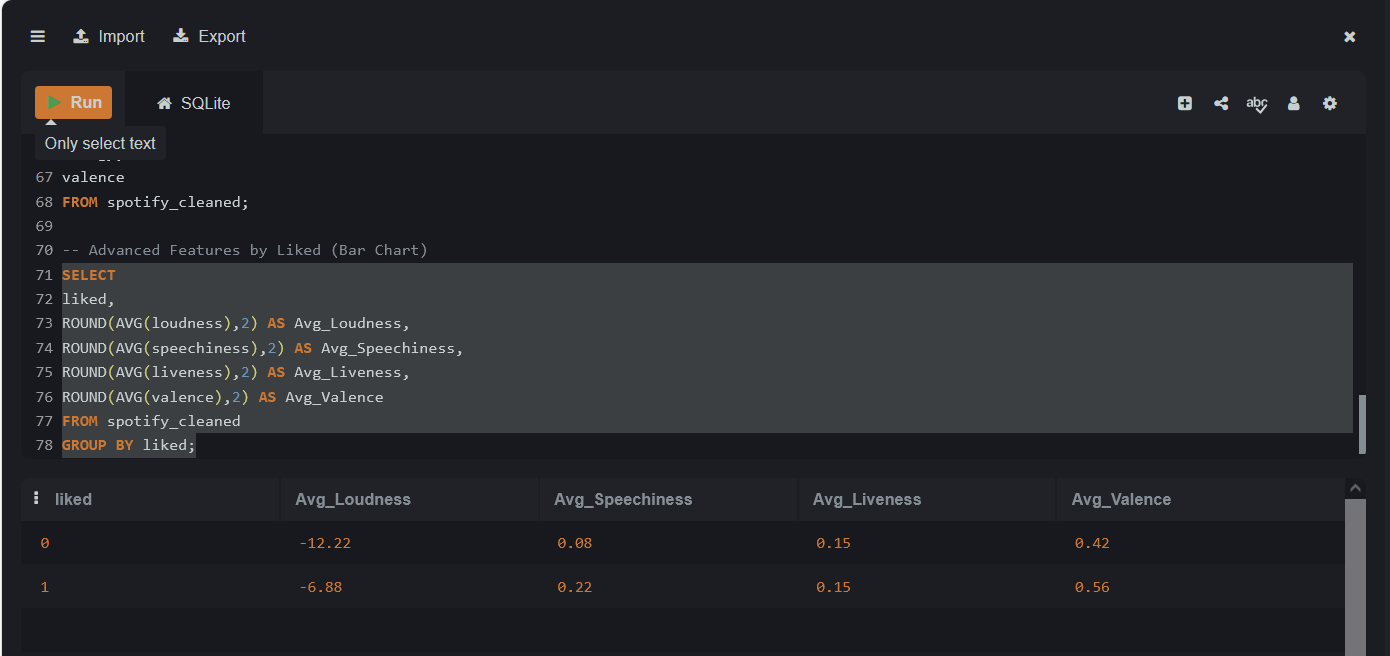 Import Export
Run SQLite abc
Only select text
67 valence
68 FROM spotify_cleaned;
69
70 -- Advanced Features by Liked (Bar Chart)
71 SELECT
72 liked,
73 ROUND(AVG(loudness),2) AS Avg_Loudness,
74 ROUND(AVG(speechiness),2) AS Avg_Speechiness,
75 ROUND(AVG(liveness),2) AS Avg_Liveness,
76 ROUND(AVG(valence),2) AS Avg_Valence
77 FROM spotify_cleaned
78 GROUP BY liked;
liked Avg_Loudness Avg_Speechiness Avg_Liveness Avg_Valence
0 -12.22 0.08 0.15 0.42
1 -6.88 0.22 0.15 0.56